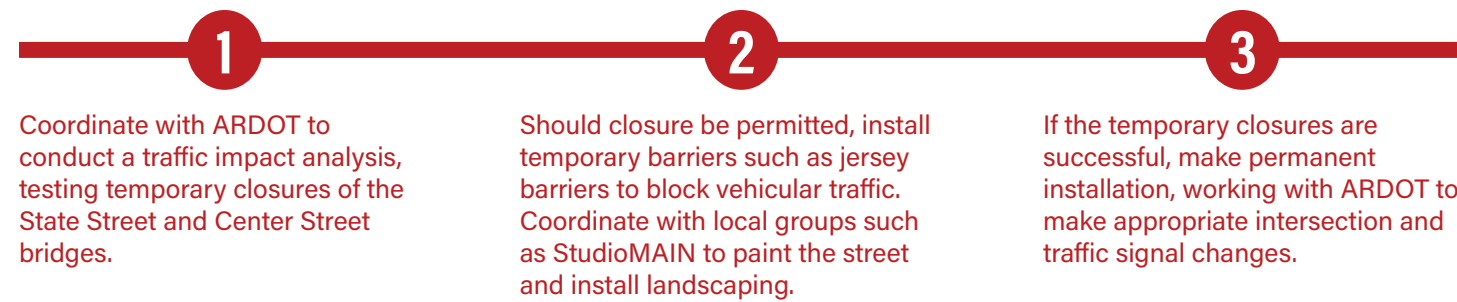 1
Coordinate with ARDOT to
conduct a traffic impact analysis,
testing temporary closures of the
State Street and Center Street
bridges.
2
Should closure be permitted, install
temporary barriers such as jersey
barriers to block vehicular traffic.
Coordinate with local groups such
as StudioMAIN to paint the street
and install landscaping.
3
If the temporary closures are
successful, make permanent
installation, working with ARDOT to
make appropriate intersection and
traffic signal changes.